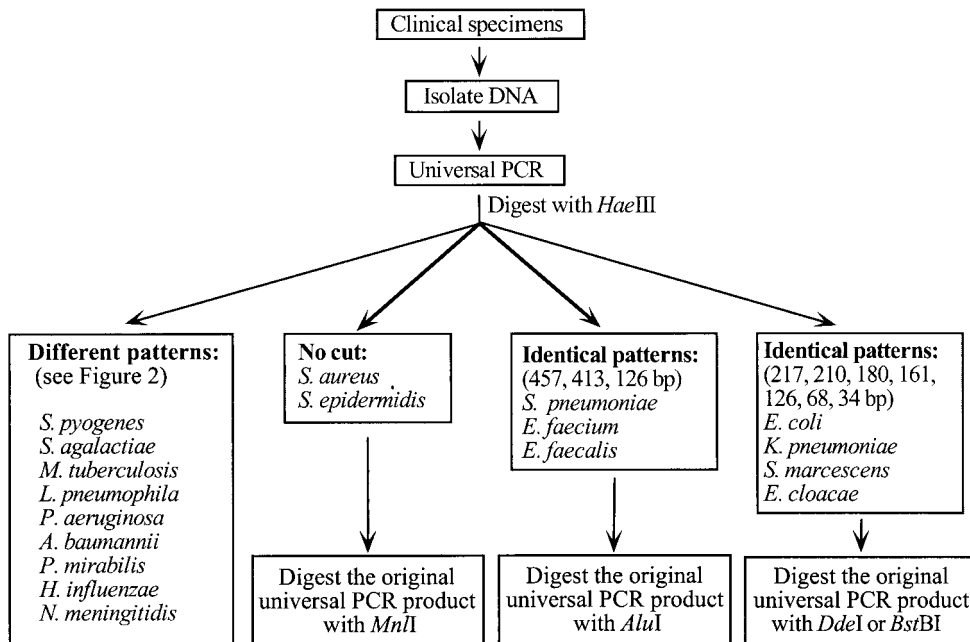 Clinical specimens
Isolate DNA
Universal PCR
Digest with HaeIII
Different patterns:
(see Figure 2)
S. pyogenes
S. agalactiae
M. tuberculosis
L. pneumophila
P. aeruginosa
A. baumannii
P. mirabilis
H. influenzae
N. meningitidis
No cut:
S. aureus
S. epidermidis
Digest the original
universal PCR product
with MnlI
Identical patterns:
(457, 413, 126 bp)
S. pneumoniae
E. faecium
E. faecalis
Digest the original
universal PCR product
with AluI
Identical patterns:
(217, 210, 180, 161,
126, 68, 34 bp)
E. coli
K. pneumoniae
S. marcescens
E. cloacae
Digest the original
universal PCR product
with DdeI or BstBI